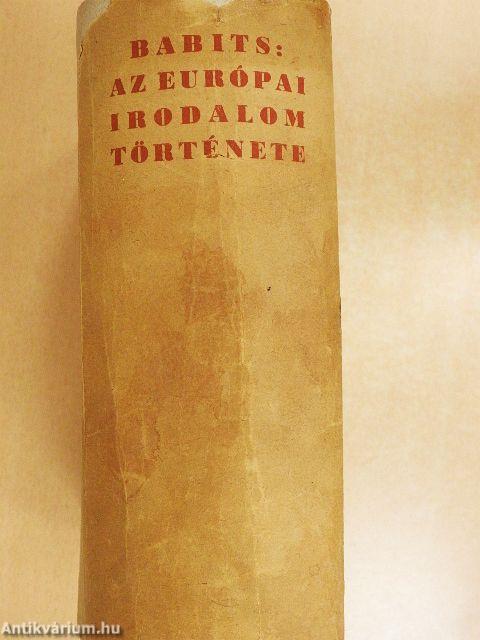 BABITS:
AZ EURÓPAI
IRODALOM
TÖRTÉNETE
Antikvárium.hu